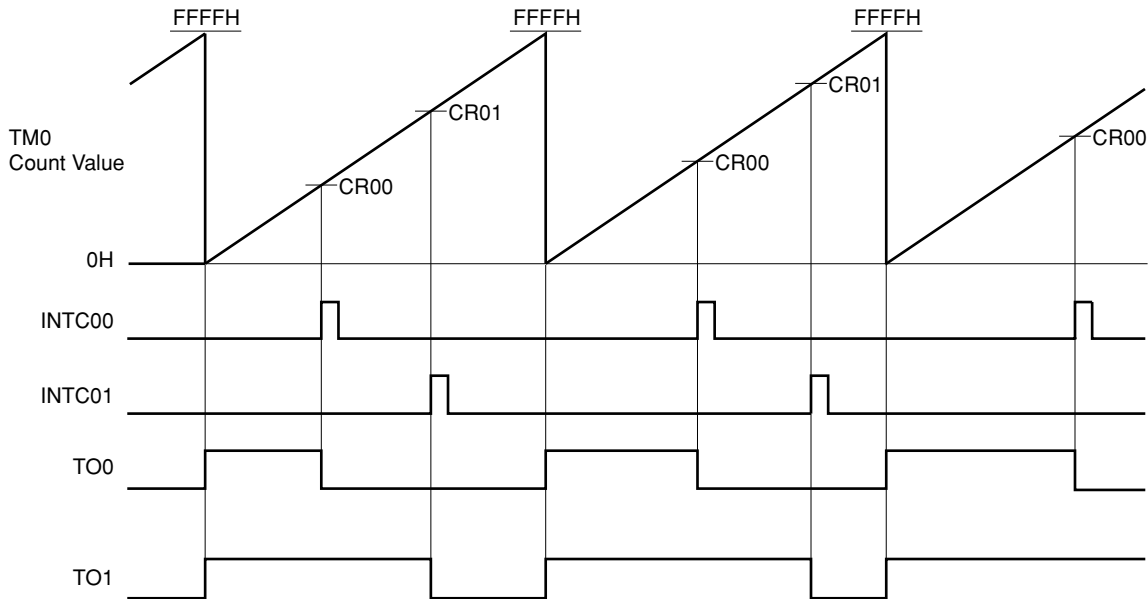 FFFFH FFFFH FFFFH
CR01 CR01
TM0
Count Value
CR00 CR00 CR00
0H
INTC00
INTC01
TO0
TO1